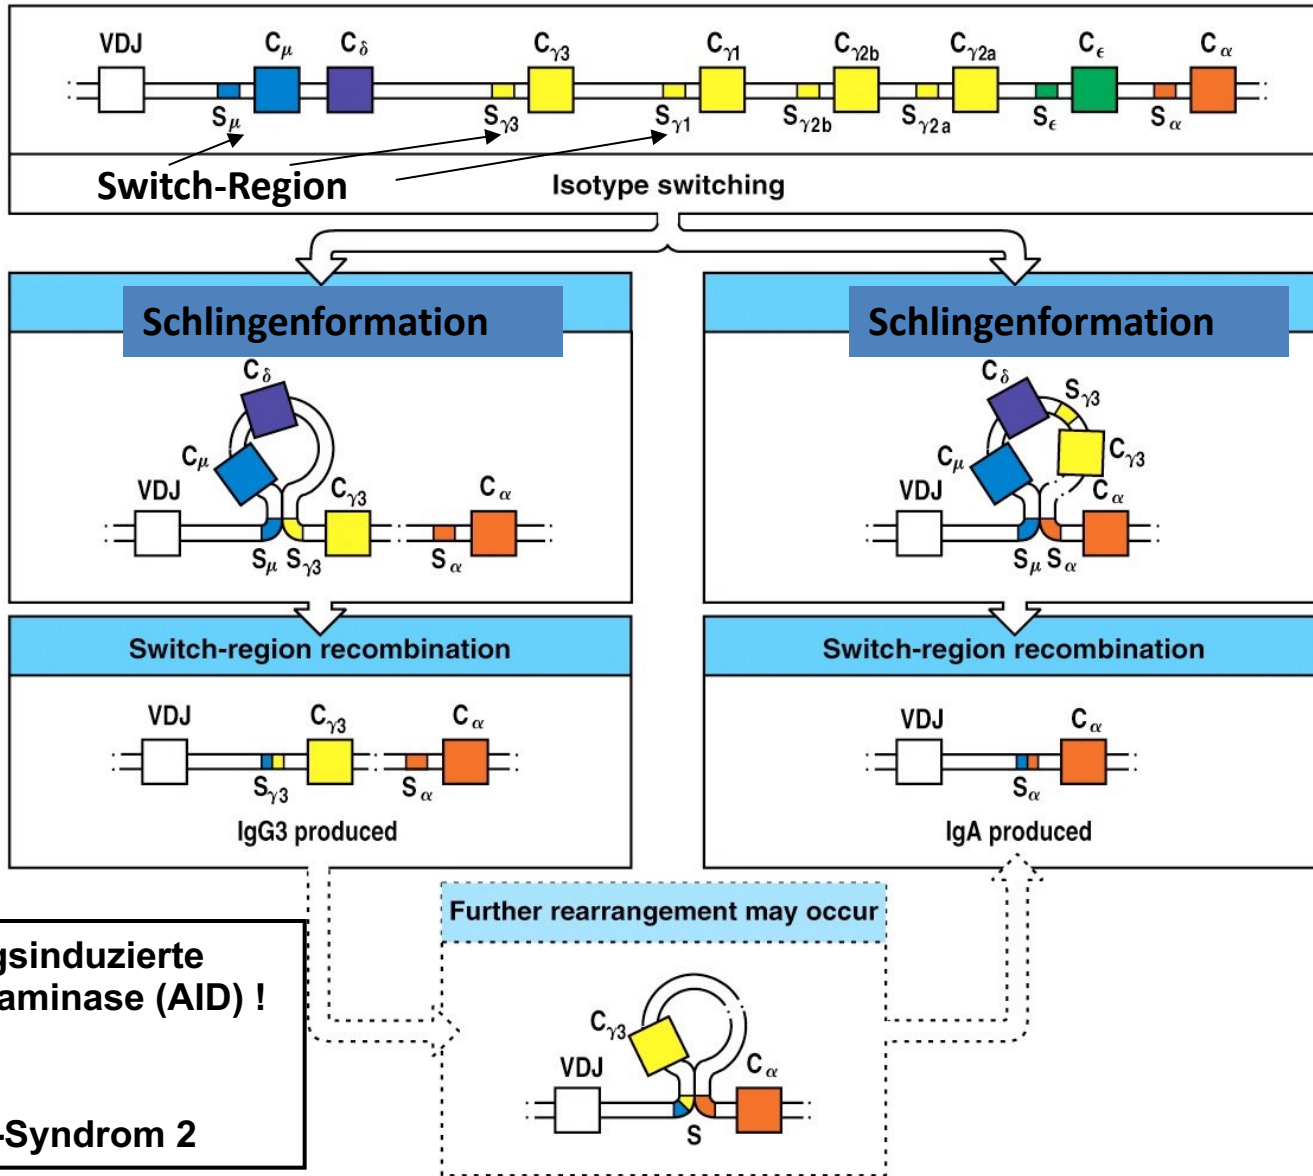 VDJ Cμ Cδ Cγ3 Cγ1 Cγ2b Cγ2a Cϵ Cα
Sμ Sγ3 Sγ1 Sγ2b Sγ2a Sϵ Sα
Switch-Region
Isotype switching
Schlingenformation
Cδ
Cμ
VDJ Cγ3 Cα
Sμ Sγ3 Sα
Switch-region recombination
VDJ Cγ3 Cα
Sγ3 Sα
IgG3 produced
Schlingenformation
Cδ Sγ3
Cμ Cγ3
VDJ Cα
Sμ Sα
Switch-region recombination
VDJ Cα
Sα
IgA produced
Further rearrangement may occur
Cγ3
VDJ Cα
S
gsinduzierte
aminase (AID) !
-Syndrom 2